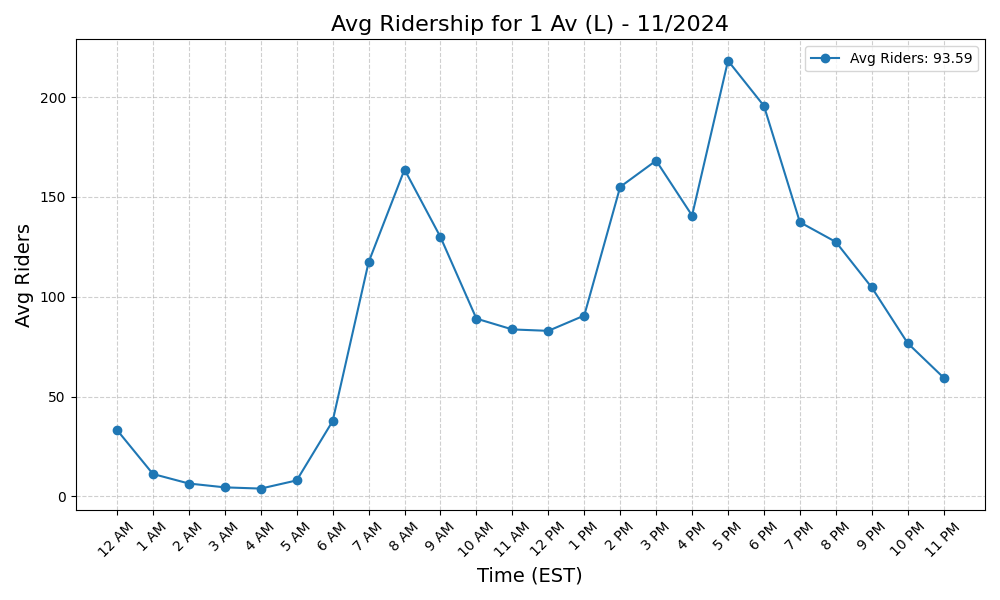 Avg Ridership for 1 Av (L) - 11/2024
Avg Riders: 93.59
Avg Riders
200
150
100
50
0
12 AM
1 AM
2 AM
3 AM
4 AM
5 AM
6 AM
7 AM
8 AM
9 AM
10 AM
11 AM
12 PM
1 PM
2 PM
3 PM
4 PM
5 PM
6 PM
7 PM
8 PM
9 PM
10 PM
11 PM
Time (EST)